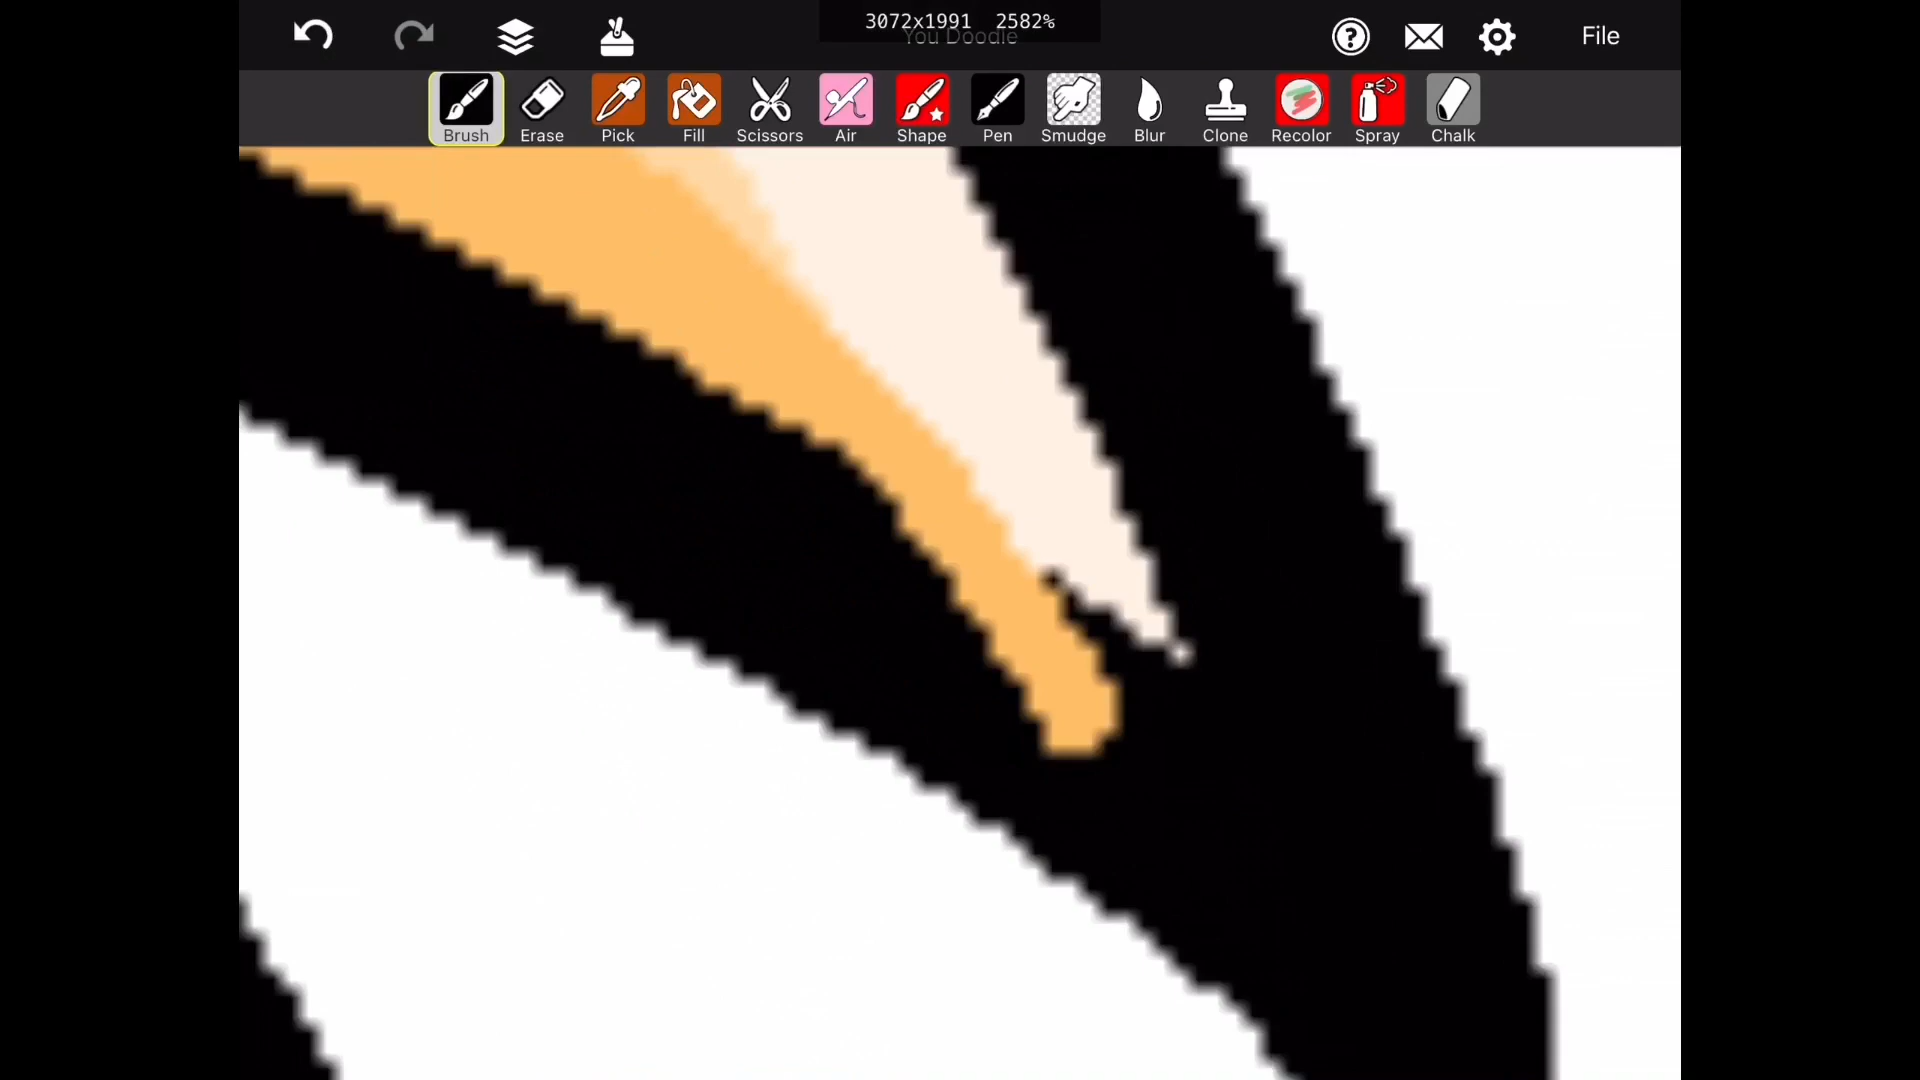 3072x1991 2582%
You Doodle
File
Brush
Erase
Pick
Fill
Scissors
Air
Shape
Pen
Smudge
Blur
Clone
Recolor
Spray
Chalk